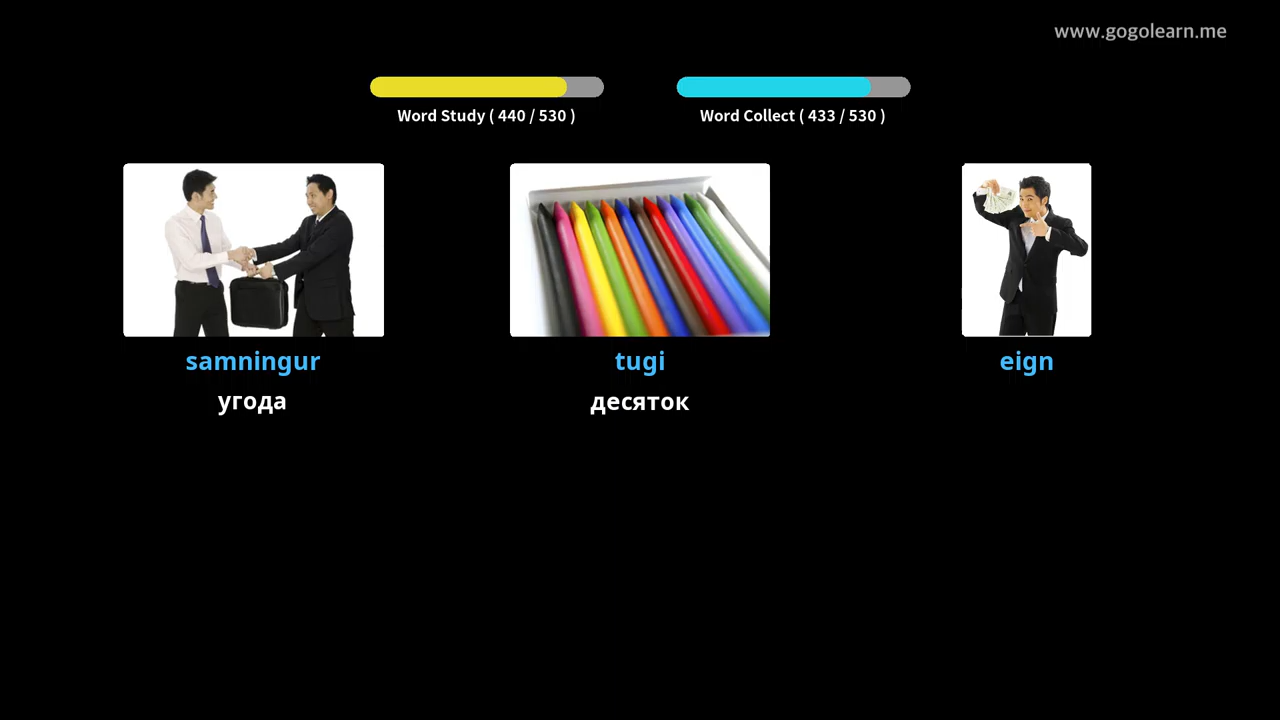 www.gogolearn.me
Word Study ( 440 / 530 )
Word Collect ( 433 / 530 )
samningur
tugi
eign
угода
десяток